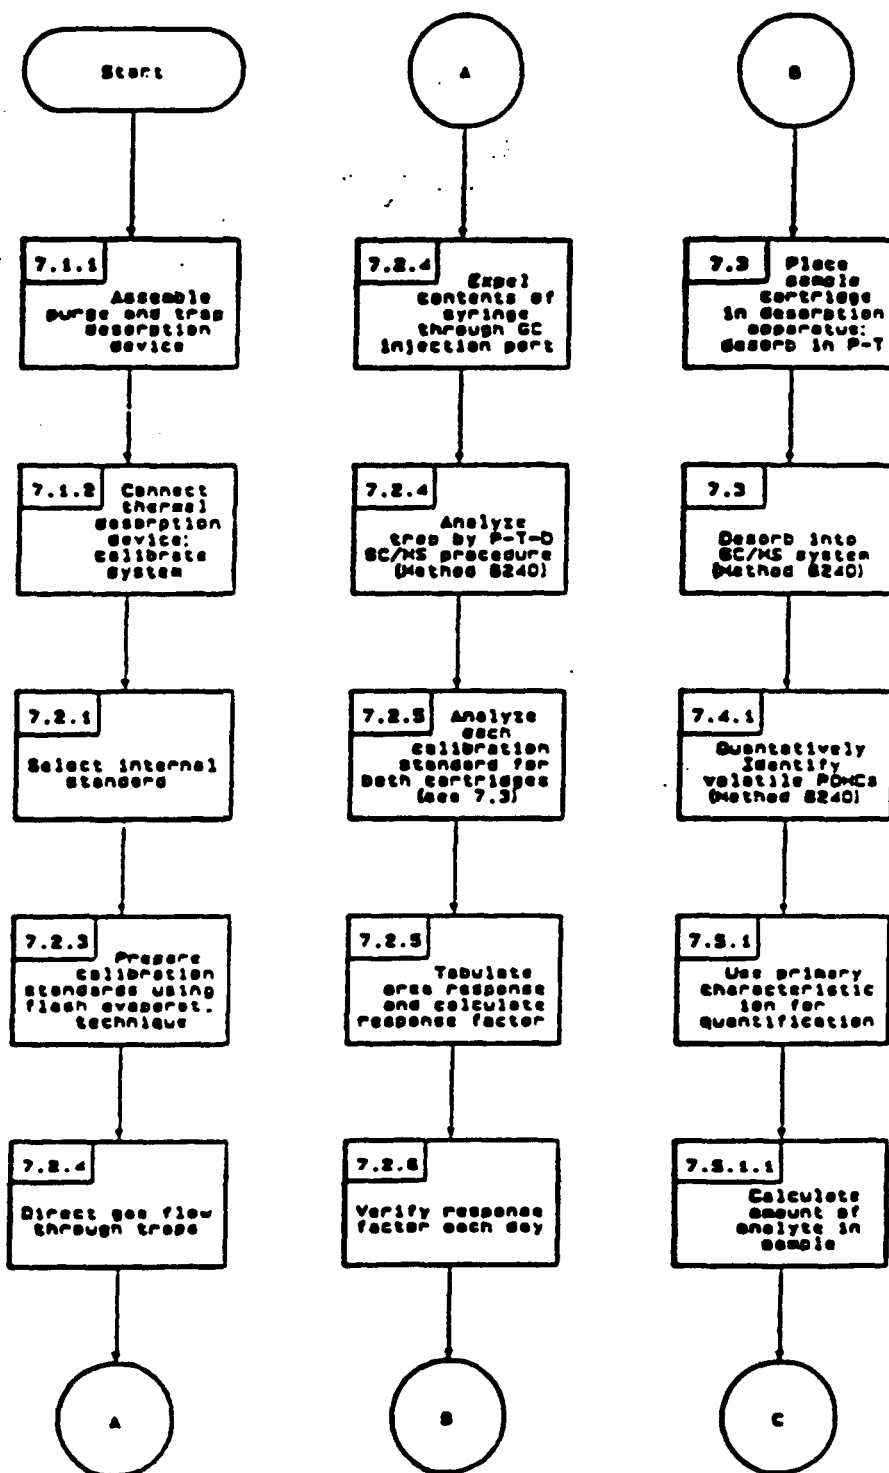 Start
7.1.1
Assemble
purge and trap
desorption
device
7.1.2 Connect
thermal
desorption
device;
calibrate
system
7.2.1
Select internal
standard
7.2.3
Prepare
calibration
standards using
flash evaporat.
technique
7.2.4
Direct gas flow
through traps
A
A
7.2.4
Expel
contents of
syringe
through GC
injection port
7.2.4
Analyze
trap by P-T-D
GC/MS procedure
(Method 8240)
7.2.5 Analyze
each
calibration
standard for
both cartridges
(see 7.3)
7.2.5
Tabulate
area response
and calculate
response factor
7.2.6
Verify response
factor each day
B
B
7.3 Place
sample
cartridge
in desorption
apparatus;
desorb in P-T
7.3
Desorb into
GC/MS system
(Method 8240)
7.4.1
Quantatively
Identify
volatile POHCs
(Method 8240)
7.5.1
Use primary
characteristic
ion for
quantification
7.5.1.1
Calculate
amount of
analyte in
sample
C